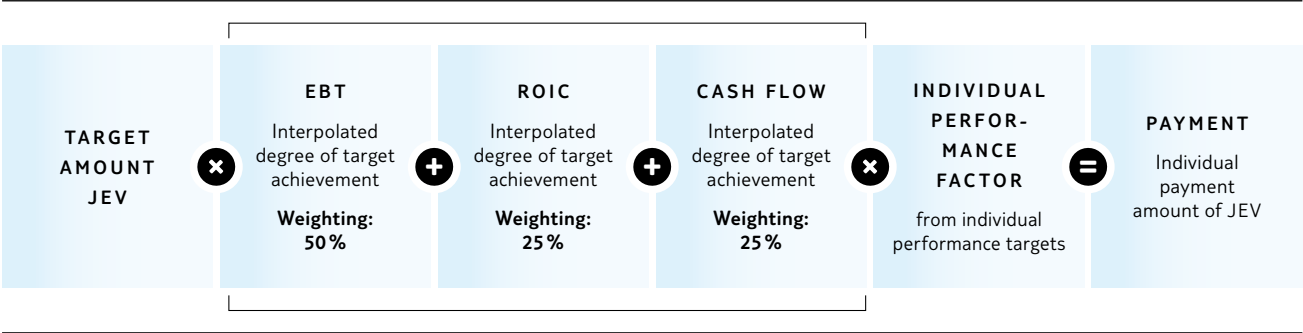 TARGET
AMOUNT
JEV
×
EBT
Interpolated
degree of target
achievement
Weighting:
50 %
+
ROIC
Interpolated
degree of target
achievement
Weighting:
25 %
+
CASH FLOW
Interpolated
degree of target
achievement
Weighting:
25 %
×
INDIVIDUAL
PERFOR-
MANCE
FACTOR
from individual
performance targets
=
PAYMENT
Individual
payment
amount of JEV